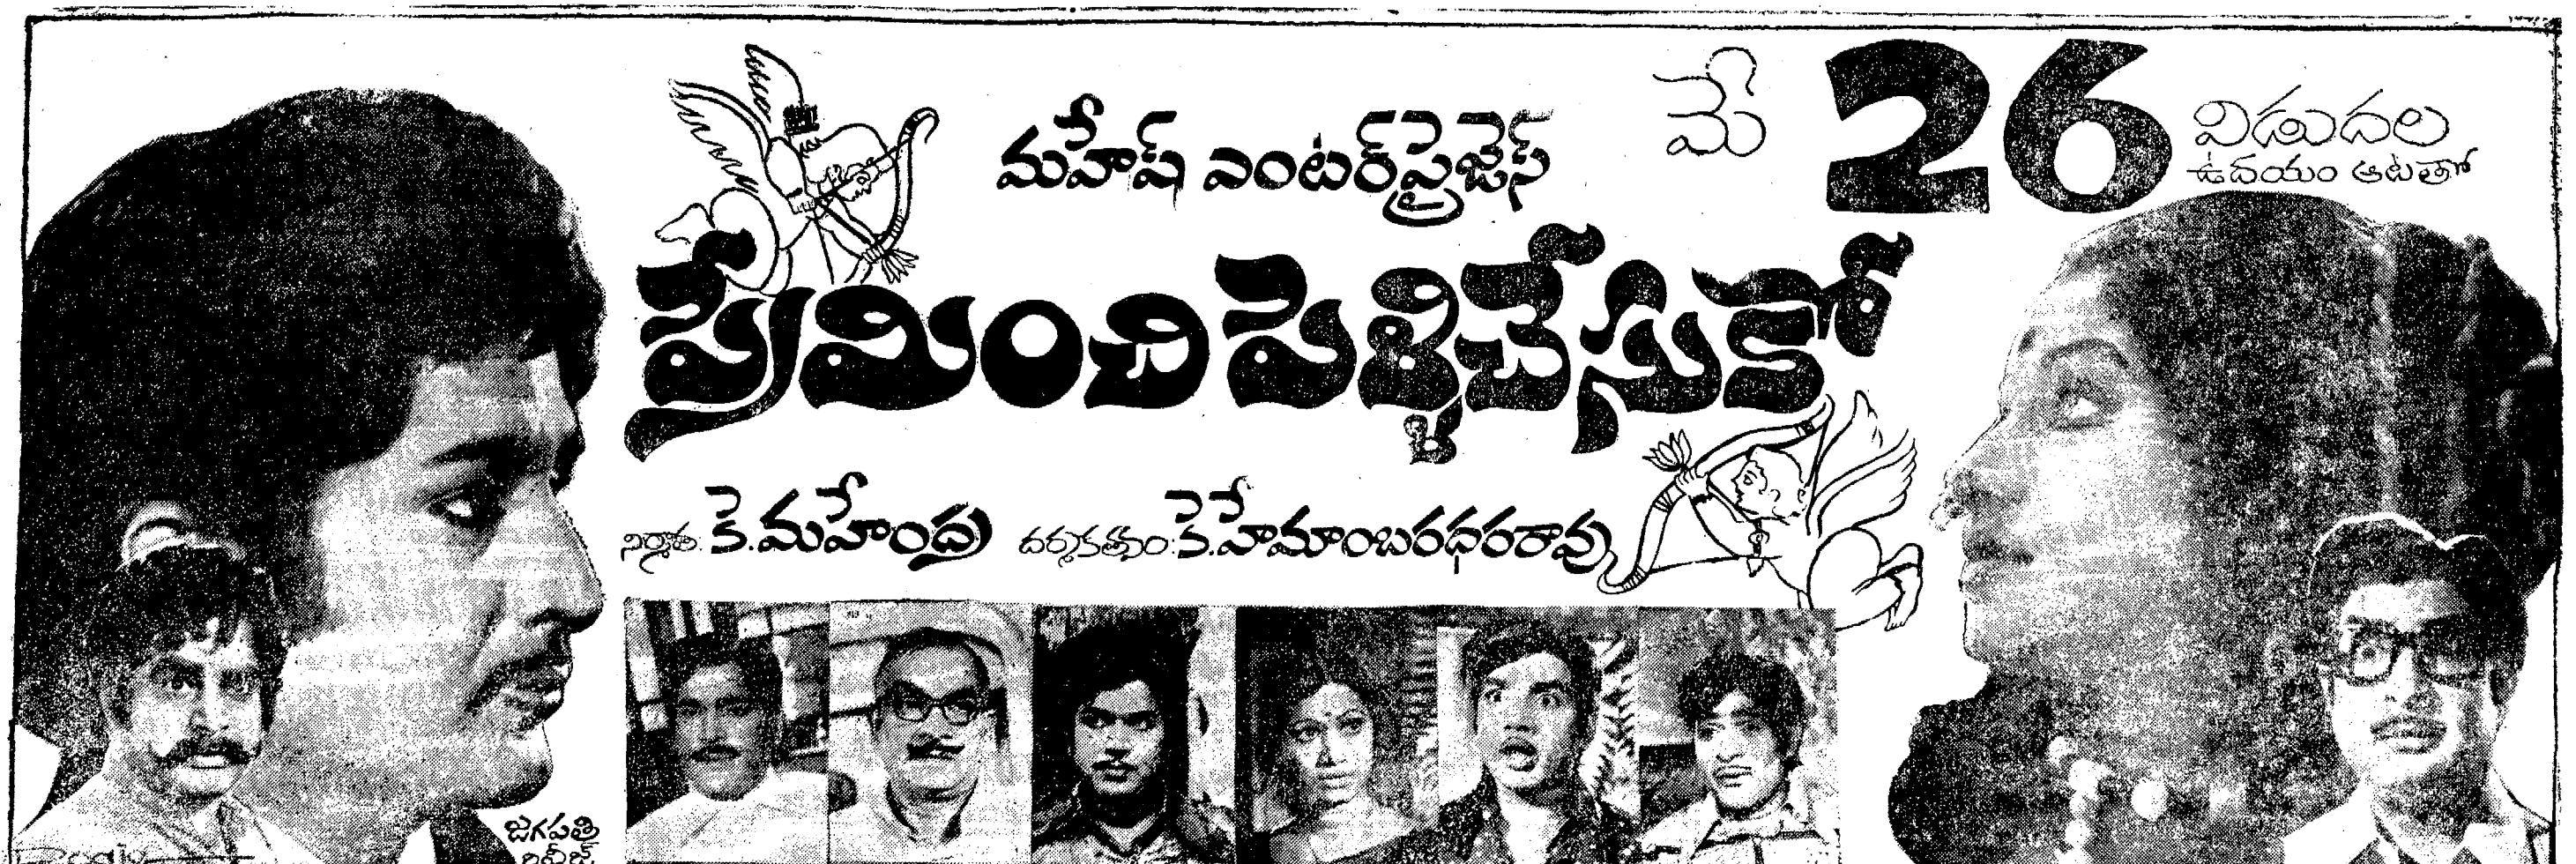 మే 26 విడుదల
ఉదయం ఆటతో
మహేష్ ఎంటర్‌ప్రైజెస్
ప్రేమించి పెళ్ళిచేసుకో
నిర్మాత: కె.మహేంద్ర దర్శకత్వం: కె.హేమాంబరధరరావు
జగపతి
రిలీజ్